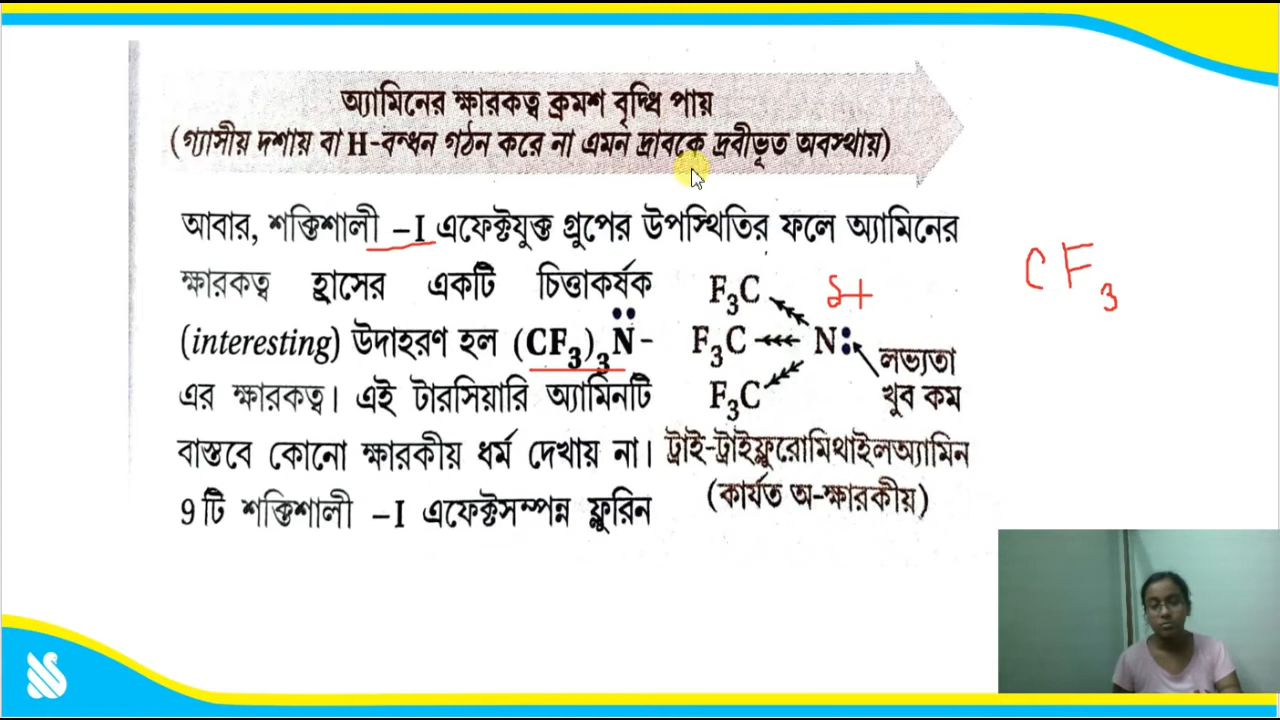 অ্যামিনের ক্ষারকত্ব ক্রমশ বৃদ্ধি পায়
(গ্যাসীয় দশায় বা H-বন্ধন গঠন করে না এমন দ্রাবকে দ্রবীভূত অবস্থায়)
আবার, শক্তিশালী –I এফেক্টযুক্ত গ্রুপের উপস্থিতির ফলে অ্যামিনের
ক্ষারকত্ব হ্রাসের একটি চিত্তাকর্ষক
(interesting) উদাহরণ হল (CF₃)₃N̈-
এর ক্ষারকত্ব। এই টারসিয়ারি অ্যামিনটি
বাস্তবে কোনো ক্ষারকীয় ধর্ম দেখায় না।
9টি শক্তিশালী –I এফেক্টসম্পন্ন ফ্লুরিন
F₃C δ+
F₃C N:
F₃C
লভ্যতা
খুব কম
ট্রাই-ট্রাইফ্লুরোমিথাইলঅ্যামিন
(কার্যত অ-ক্ষারকীয়)
CF₃